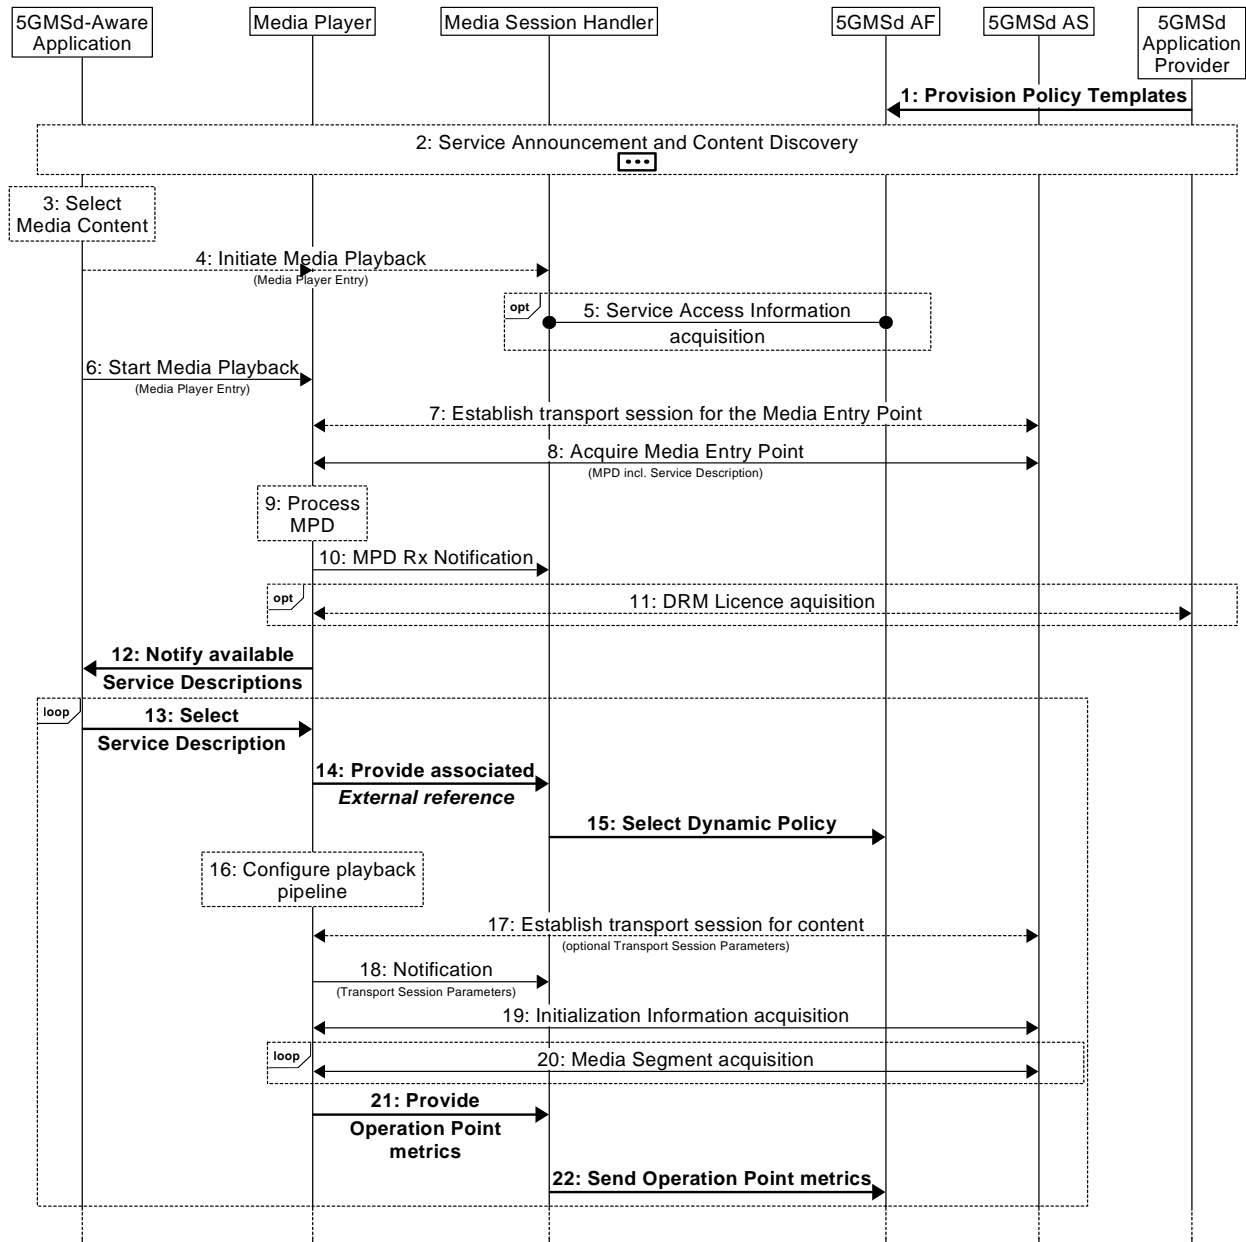 5GMSd-Aware
Application
Media Player
Media Session Handler
5GMSd AF
5GMSd AS
5GMSd
Application
Provider
1: Provision Policy Templates
2: Service Announcement and Content Discovery
3: Select
Media Content
4: Initiate Media Playback
(Media Player Entry)
opt
5: Service Access Information
acquisition
6: Start Media Playback
(Media Player Entry)
7: Establish transport session for the Media Entry Point
8: Acquire Media Entry Point
(MPD incl. Service Description)
9: Process
MPD
10: MPD Rx Notification
opt
11: DRM Licence aquisition
12: Notify available
Service Descriptions
loop
13: Select
Service Description
14: Provide associated
External reference
15: Select Dynamic Policy
16: Configure playback
pipeline
17: Establish transport session for content
(optional Transport Session Parameters)
18: Notification
(Transport Session Parameters)
19: Initialization Information acquisition
loop
20: Media Segment acquisition
21: Provide
Operation Point
metrics
22: Send Operation Point metrics